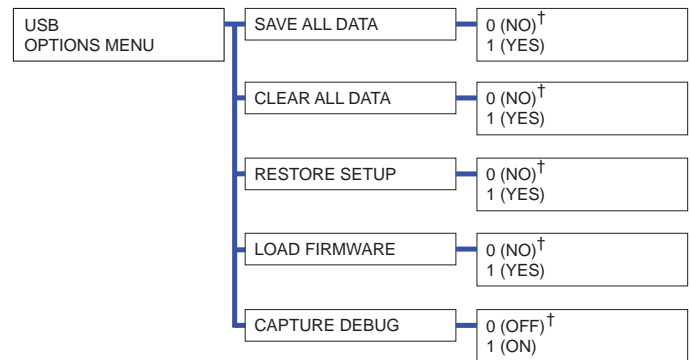 USB
OPTIONS MENU
SAVE ALL DATA
0 (NO)†
1 (YES)
CLEAR ALL DATA
0 (NO)†
1 (YES)
RESTORE SETUP
0 (NO)†
1 (YES)
LOAD FIRMWARE
0 (NO)†
1 (YES)
CAPTURE DEBUG
0 (OFF)†
1 (ON)